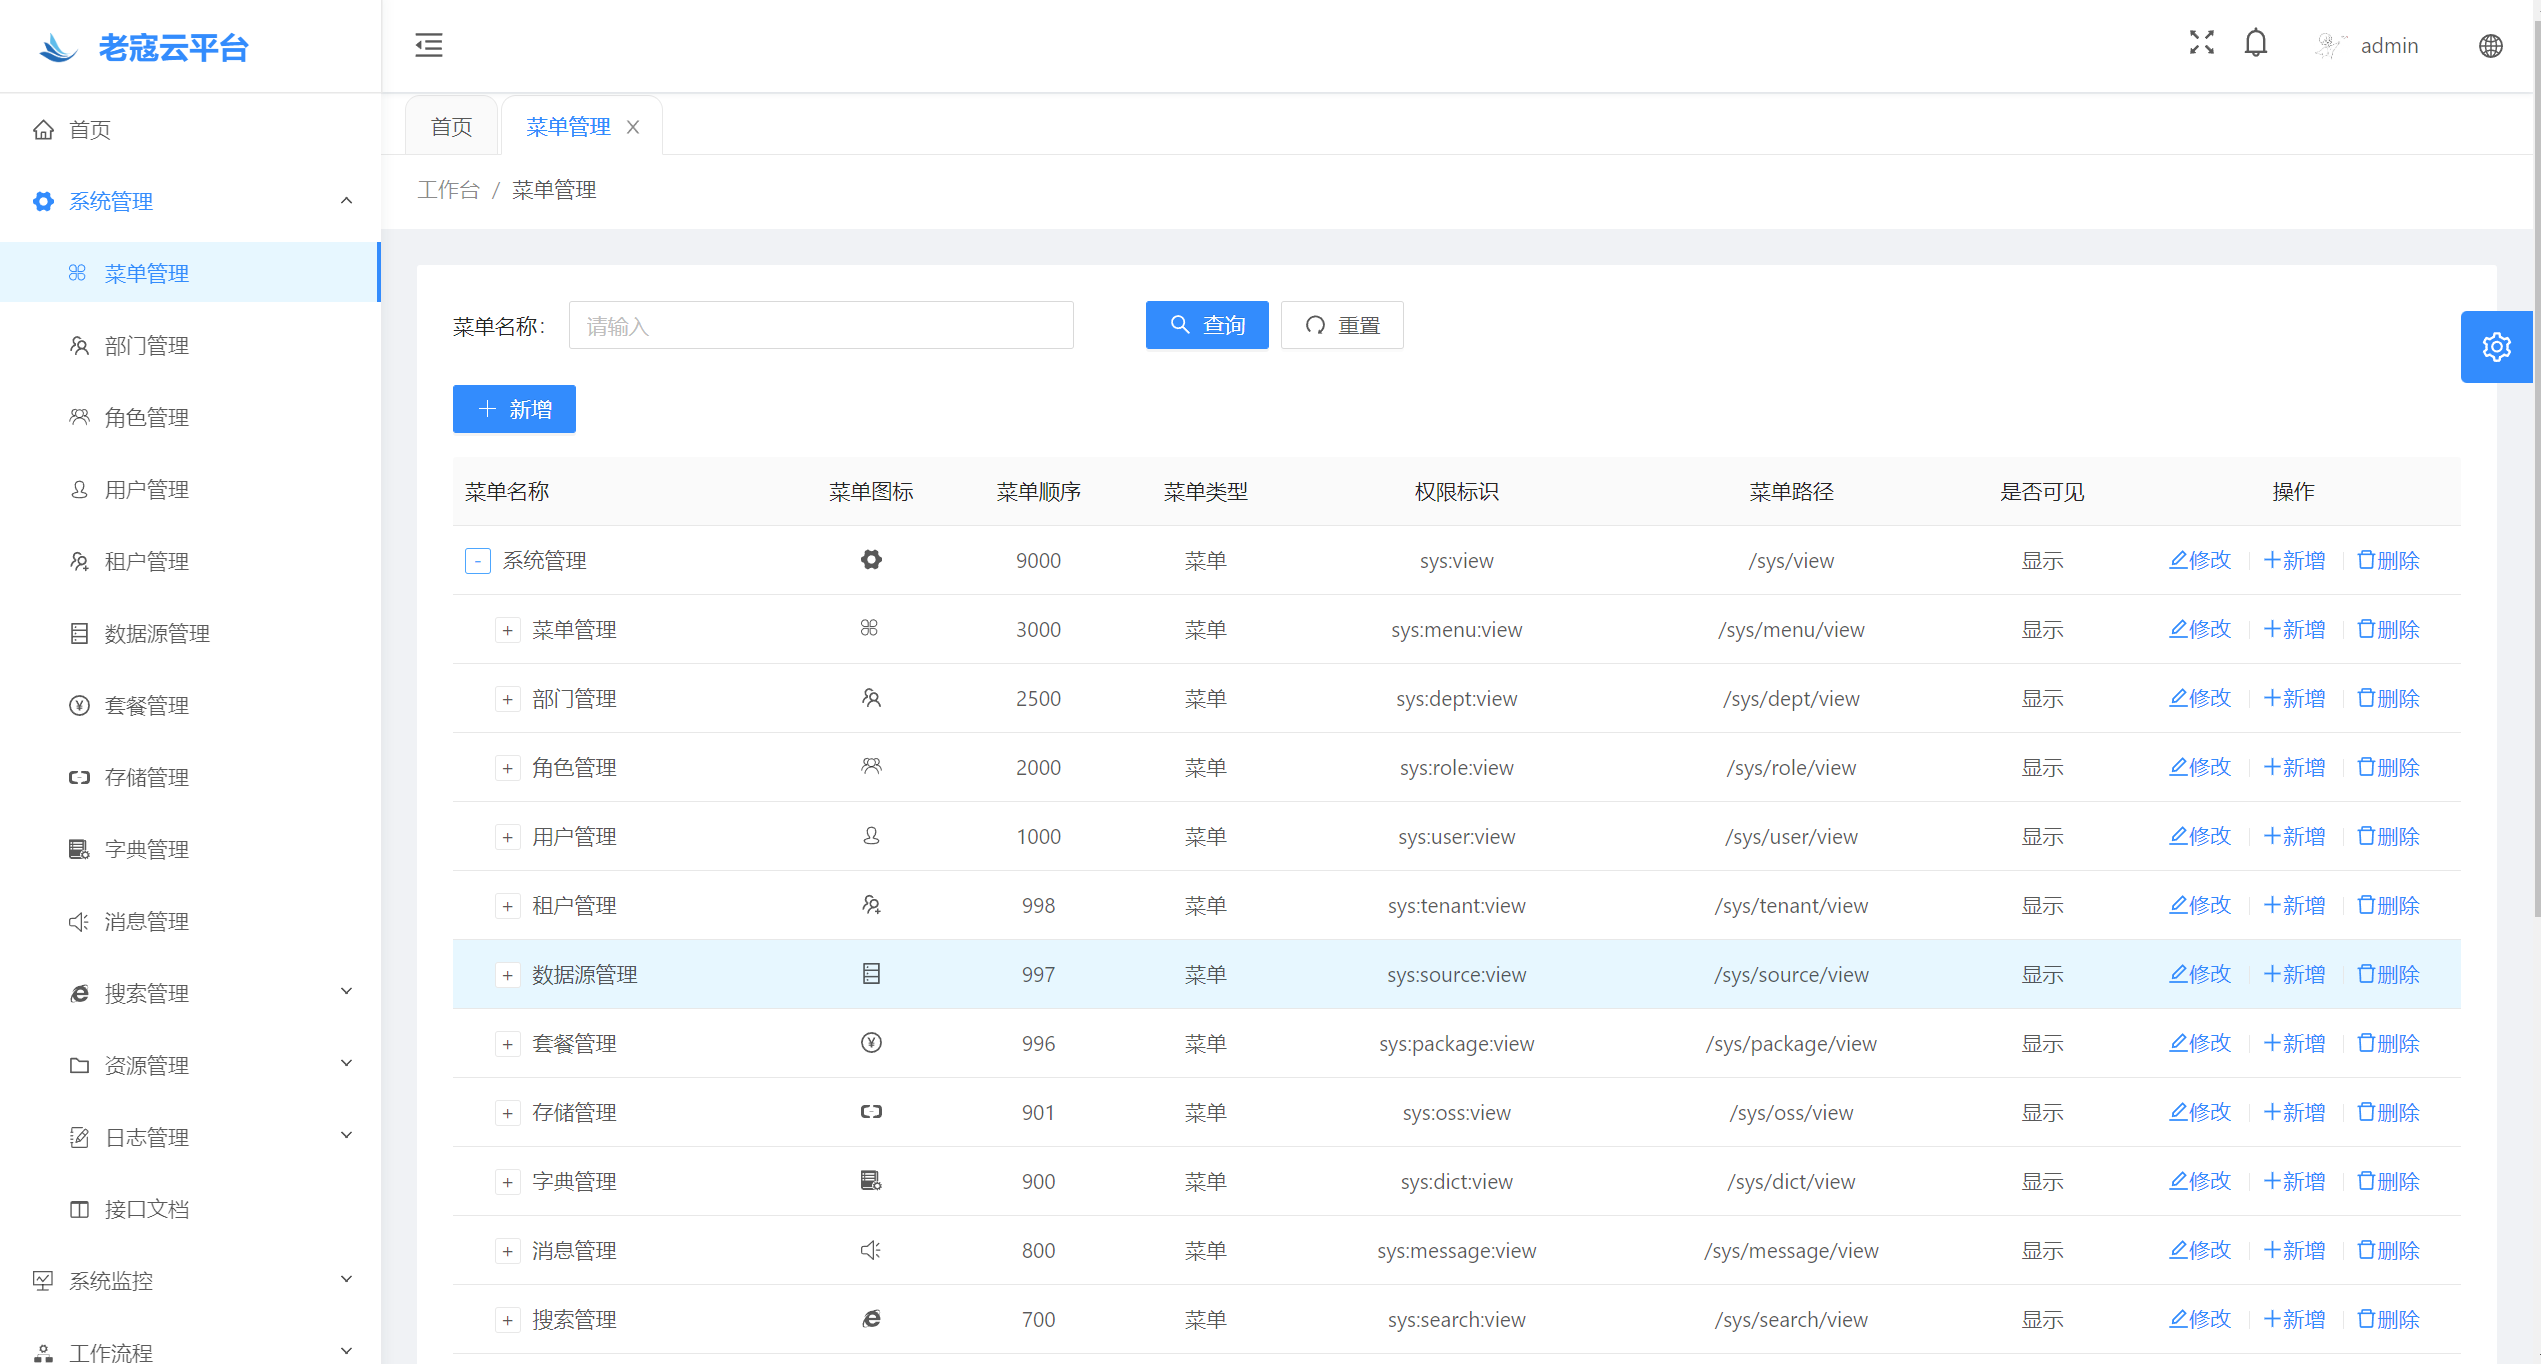 老寇云平台
admin
首页
系统管理
菜单管理
部门管理
角色管理
用户管理
租户管理
数据源管理
套餐管理
存储管理
字典管理
消息管理
搜索管理
资源管理
日志管理
接口文档
系统监控
工作流程
首页 菜单管理
工作台 / 菜单管理
菜单名称: 请输入 查询 重置
新增
菜单名称 菜单图标 菜单顺序 菜单类型 权限标识 菜单路径 是否可见 操作
系统管理 9000 菜单 sys:view /sys/view 显示 修改 新增 删除
菜单管理 3000 菜单 sys:menu:view /sys/menu/view 显示 修改 新增 删除
部门管理 2500 菜单 sys:dept:view /sys/dept/view 显示 修改 新增 删除
角色管理 2000 菜单 sys:role:view /sys/role/view 显示 修改 新增 删除
用户管理 1000 菜单 sys:user:view /sys/user/view 显示 修改 新增 删除
租户管理 998 菜单 sys:tenant:view /sys/tenant/view 显示 修改 新增 删除
数据源管理 997 菜单 sys:source:view /sys/source/view 显示 修改 新增 删除
套餐管理 996 菜单 sys:package:view /sys/package/view 显示 修改 新增 删除
存储管理 901 菜单 sys:oss:view /sys/oss/view 显示 修改 新增 删除
字典管理 900 菜单 sys:dict:view /sys/dict/view 显示 修改 新增 删除
消息管理 800 菜单 sys:message:view /sys/message/view 显示 修改 新增 删除
搜索管理 700 菜单 sys:search:view /sys/search/view 显示 修改 新增 删除